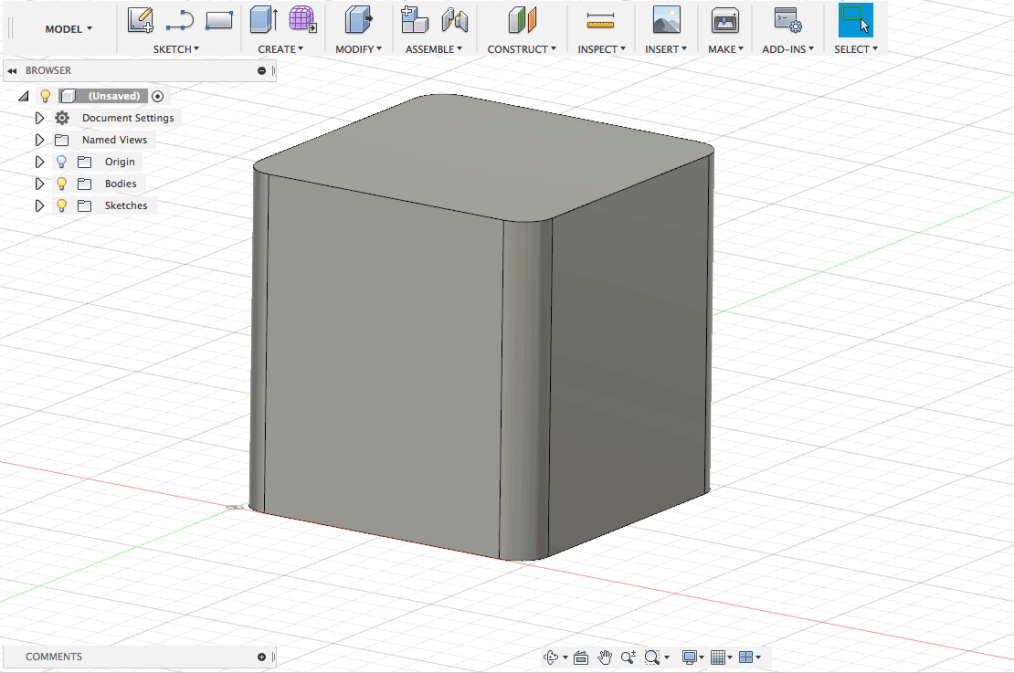 MODEL
SKETCH
CREATE
MODIFY
ASSEMBLE
CONSTRUCT
INSPECT
INSERT
MAKE
ADD-INS
SELECT
BROWSER
(Unsaved)
Document Settings
Named Views
Origin
Bodies
Sketches
COMMENTS